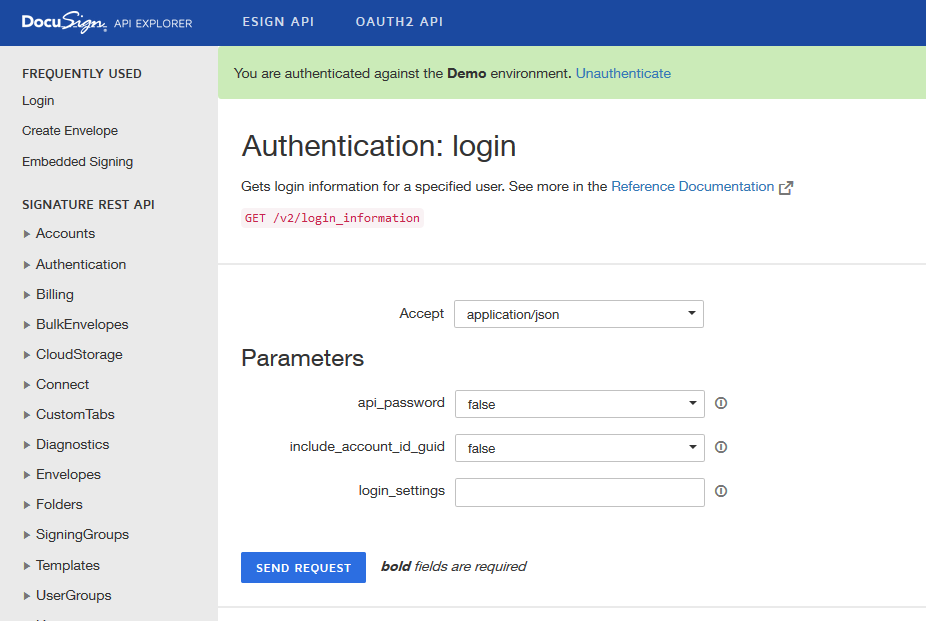 DocuSign API EXPLORER
ESIGN API
OAUTH2 API
FREQUENTLY USED
Login
Create Envelope
Embedded Signing
SIGNATURE REST API
Accounts
Authentication
Billing
BulkEnvelopes
CloudStorage
Connect
CustomTabs
Diagnostics
Envelopes
Folders
SigningGroups
Templates
UserGroups
You are authenticated against the Demo environment. Unauthenticate
Authentication: login
Gets login information for a specified user. See more in the Reference Documentation
GET /v2/login_information
Accept application/json
Parameters
api_password false
include_account_id_guid false
login_settings
SEND REQUEST bold fields are required